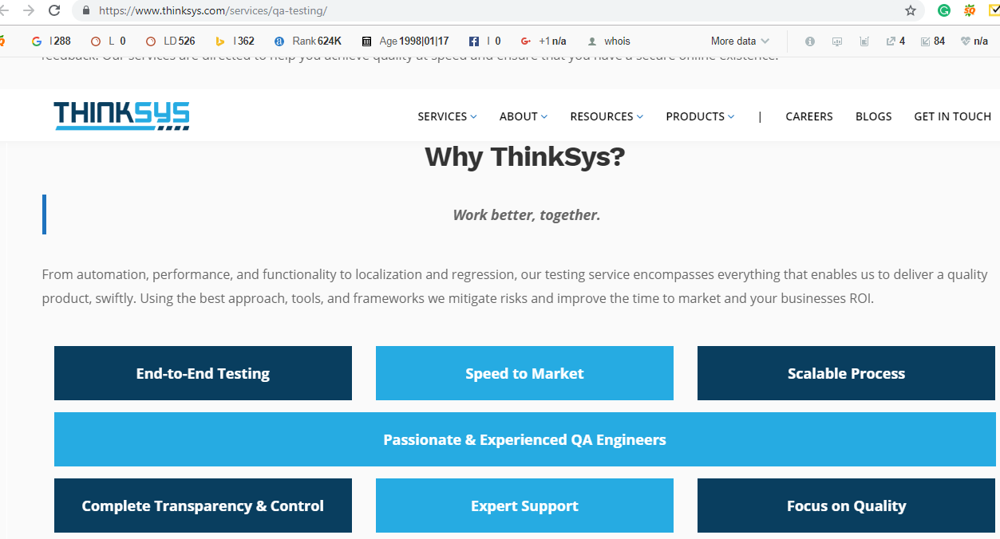 https://www.thinksys.com/services/qa-testing/
I 288 L 0 LD 526 I 362 Rank 624K Age 1998|01|17 I 0 +1 n/a whois More data 4 84 n/a
feedback. Our services are directed to help you achieve quality at speed and ensure that you have a secure online existence.
THINKSYS SERVICES ABOUT RESOURCES PRODUCTS | CAREERS BLOGS GET IN TOUCH
Why ThinkSys?
Work better, together.
From automation, performance, and functionality to localization and regression, our testing service encompasses everything that enables us to deliver a quality
product, swiftly. Using the best approach, tools, and frameworks we mitigate risks and improve the time to market and your businesses ROI.
End-to-End Testing Speed to Market Scalable Process
Passionate & Experienced QA Engineers
Complete Transparency & Control Expert Support Focus on Quality